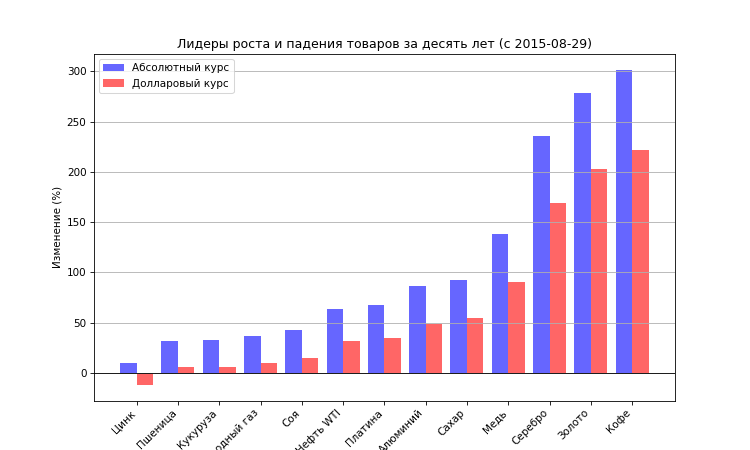 Лидеры роста и падения товаров за десять лет (с 2015-08-29)
Абсолютный курс
Долларовый курс
Изменение (%)
300
250
200
150
100
50
0
Цинк
Пшеница
Кукуруза
газ
Соя
Нефть WTI
Платина
Алюминий
Сахар
Медь
Серебро
Золото
Кофе